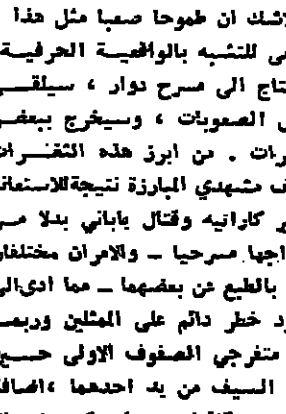 لاشك ان طموحا صعبا مثل هذا
ى للتشبه بالواقعية الحرفية
تاج الى مسرح دوار ، سيلقى
ض الصعوبات ، وسيخرج ببعض
رات . من ابرز هذه الثغرات
ف مشهدي المبارزة نتيجة للاستعانة
كاراتيه وقتال ياباني بدلا من
اجها مسرحيا – والامران مختلفان
بالطبع عن بعضهما – مما ادى الى
ود خطر دائم على الممثلين وربما
متفرجي الصفوف الاولى حسب
السيف من يد احدهما ، اضافة